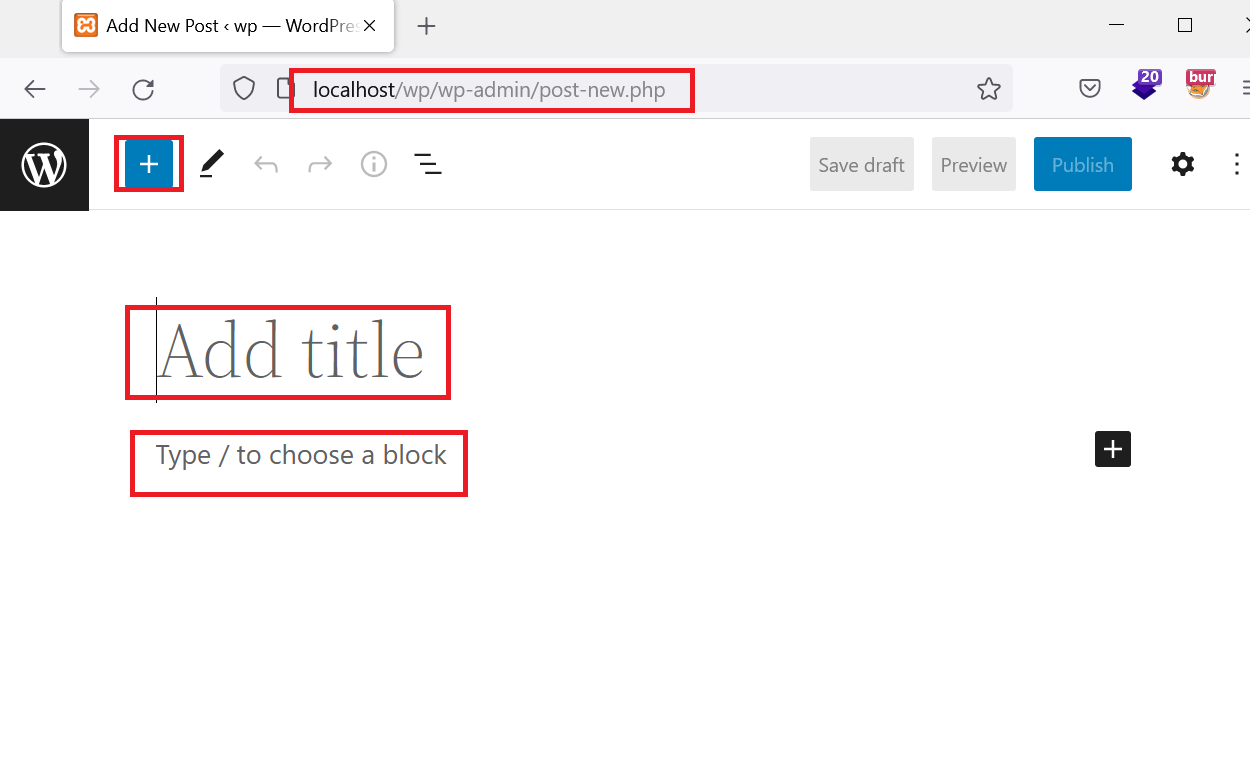 Add New Post ‹ wp — WordPres
localhost/wp/wp-admin/post-new.php
20
burr
Save draft
Preview
Publish
Add title
Type / to choose a block